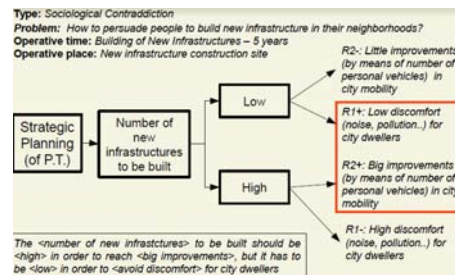 Type: Sociological Contraddiction
Problem: How to persuade people to build new infrastructure in their neighborhoods?
Operative time: Building of New Infrastructures – 5 years
Operative place: New infrastructure construction site
Strategic
Planning
(of P.T.)
Number of
new
infrastructures
to be built
Low
High
R2-: Little improvements
(by means of number of
personal vehicles) in
city mobility
R1+: Low discomfort
(noise, pollution..) for
city dwellers
R2+: Big improvements
(by means of number of
personal vehicles) in city
mobility
R1-: High discomfort
(noise, pollution..) for
city dwellers
The <number of new infrastctures> to be built should be
<high> in order to reach <big improvements>, but it has to
be <low> in order to <avoid discomfort> for city dwellers